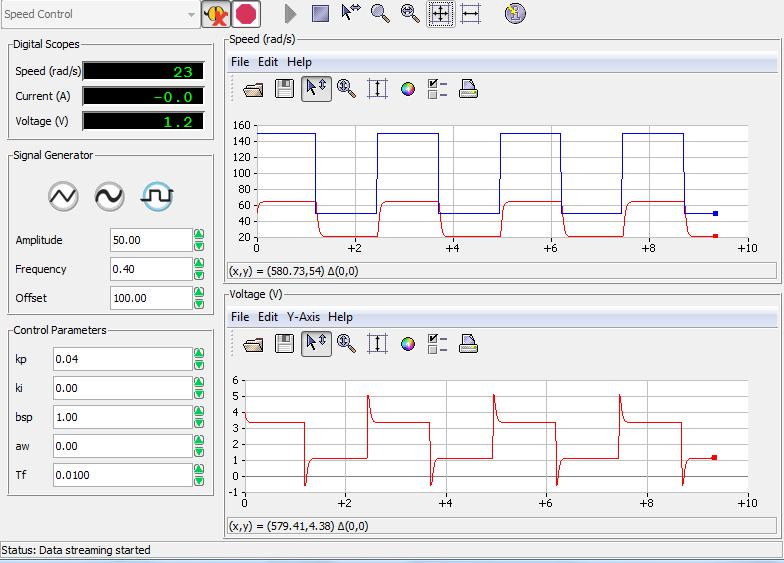 Speed Control
Digital Scopes
Speed (rad/s) 23
Current (A) -0.0
Voltage (V) 1.2
Signal Generator
Amplitude 50.00
Frequency 0.40
Offset 100.00
Control Parameters
kp 0.04
ki 0.00
bsp 1.00
aw 0.00
Tf 0.0100
Speed (rad/s)
File Edit Help
160
140
120
100
80
60
40
20
0 +2 +4 +6 +8 +10
(x,y) = (580.73,54) Δ(0,0)
Voltage (V)
File Edit Y-Axis Help
6
5
4
3
2
1
0
-1
0 +2 +4 +6 +8 +10
(x,y) = (579.41,4.38) Δ(0,0)
Status: Data streaming started